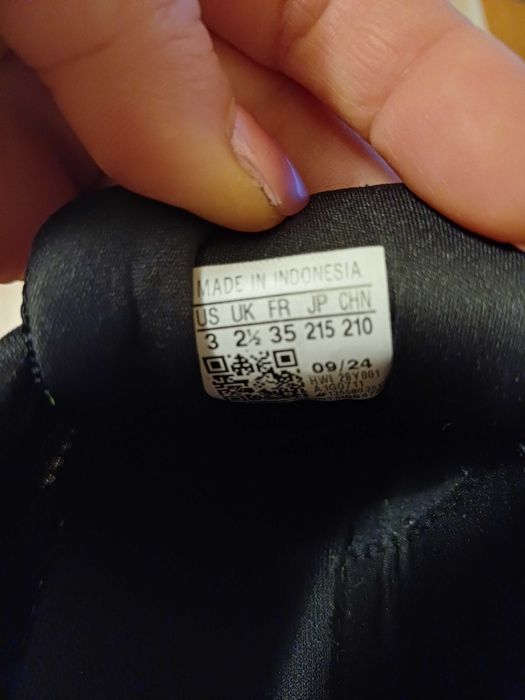 MADE IN INDONESIA
US UK FR JP CHN
3 2½ 35 215 210
09/24